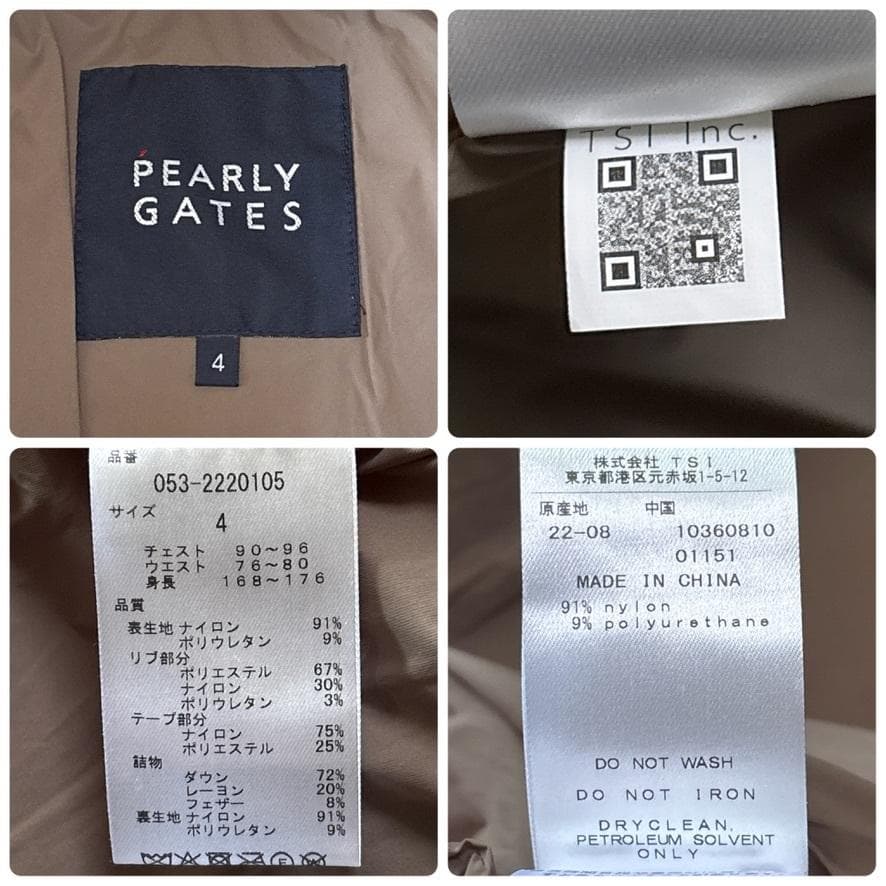 PEARLY
GATES
4
TSI Inc.
品番
053-2220105
サイズ
4
チェスト 90~96
ウエスト 76~80
身長 168~176
品質
表生地 ナイロン 91%
ポリウレタン 9%
リブ部分
ポリエステル 67%
ナイロン 30%
ポリウレタン 3%
テープ部分
ナイロン 75%
ポリエステル 25%
詰物
ダウン 72%
レーヨン 20%
フェザー 8%
裏生地 ナイロン 91%
ポリウレタン 9%
株式会社 TSI
東京都港区元赤坂1-5-12
原産地 中国
22-08 10360810
01151
MADE IN CHINA
91% nylon
9% polyurethane
DO NOT WASH
DO NOT IRON
DRYCLEAN,
PETROLEUM SOLVENT
ONLY